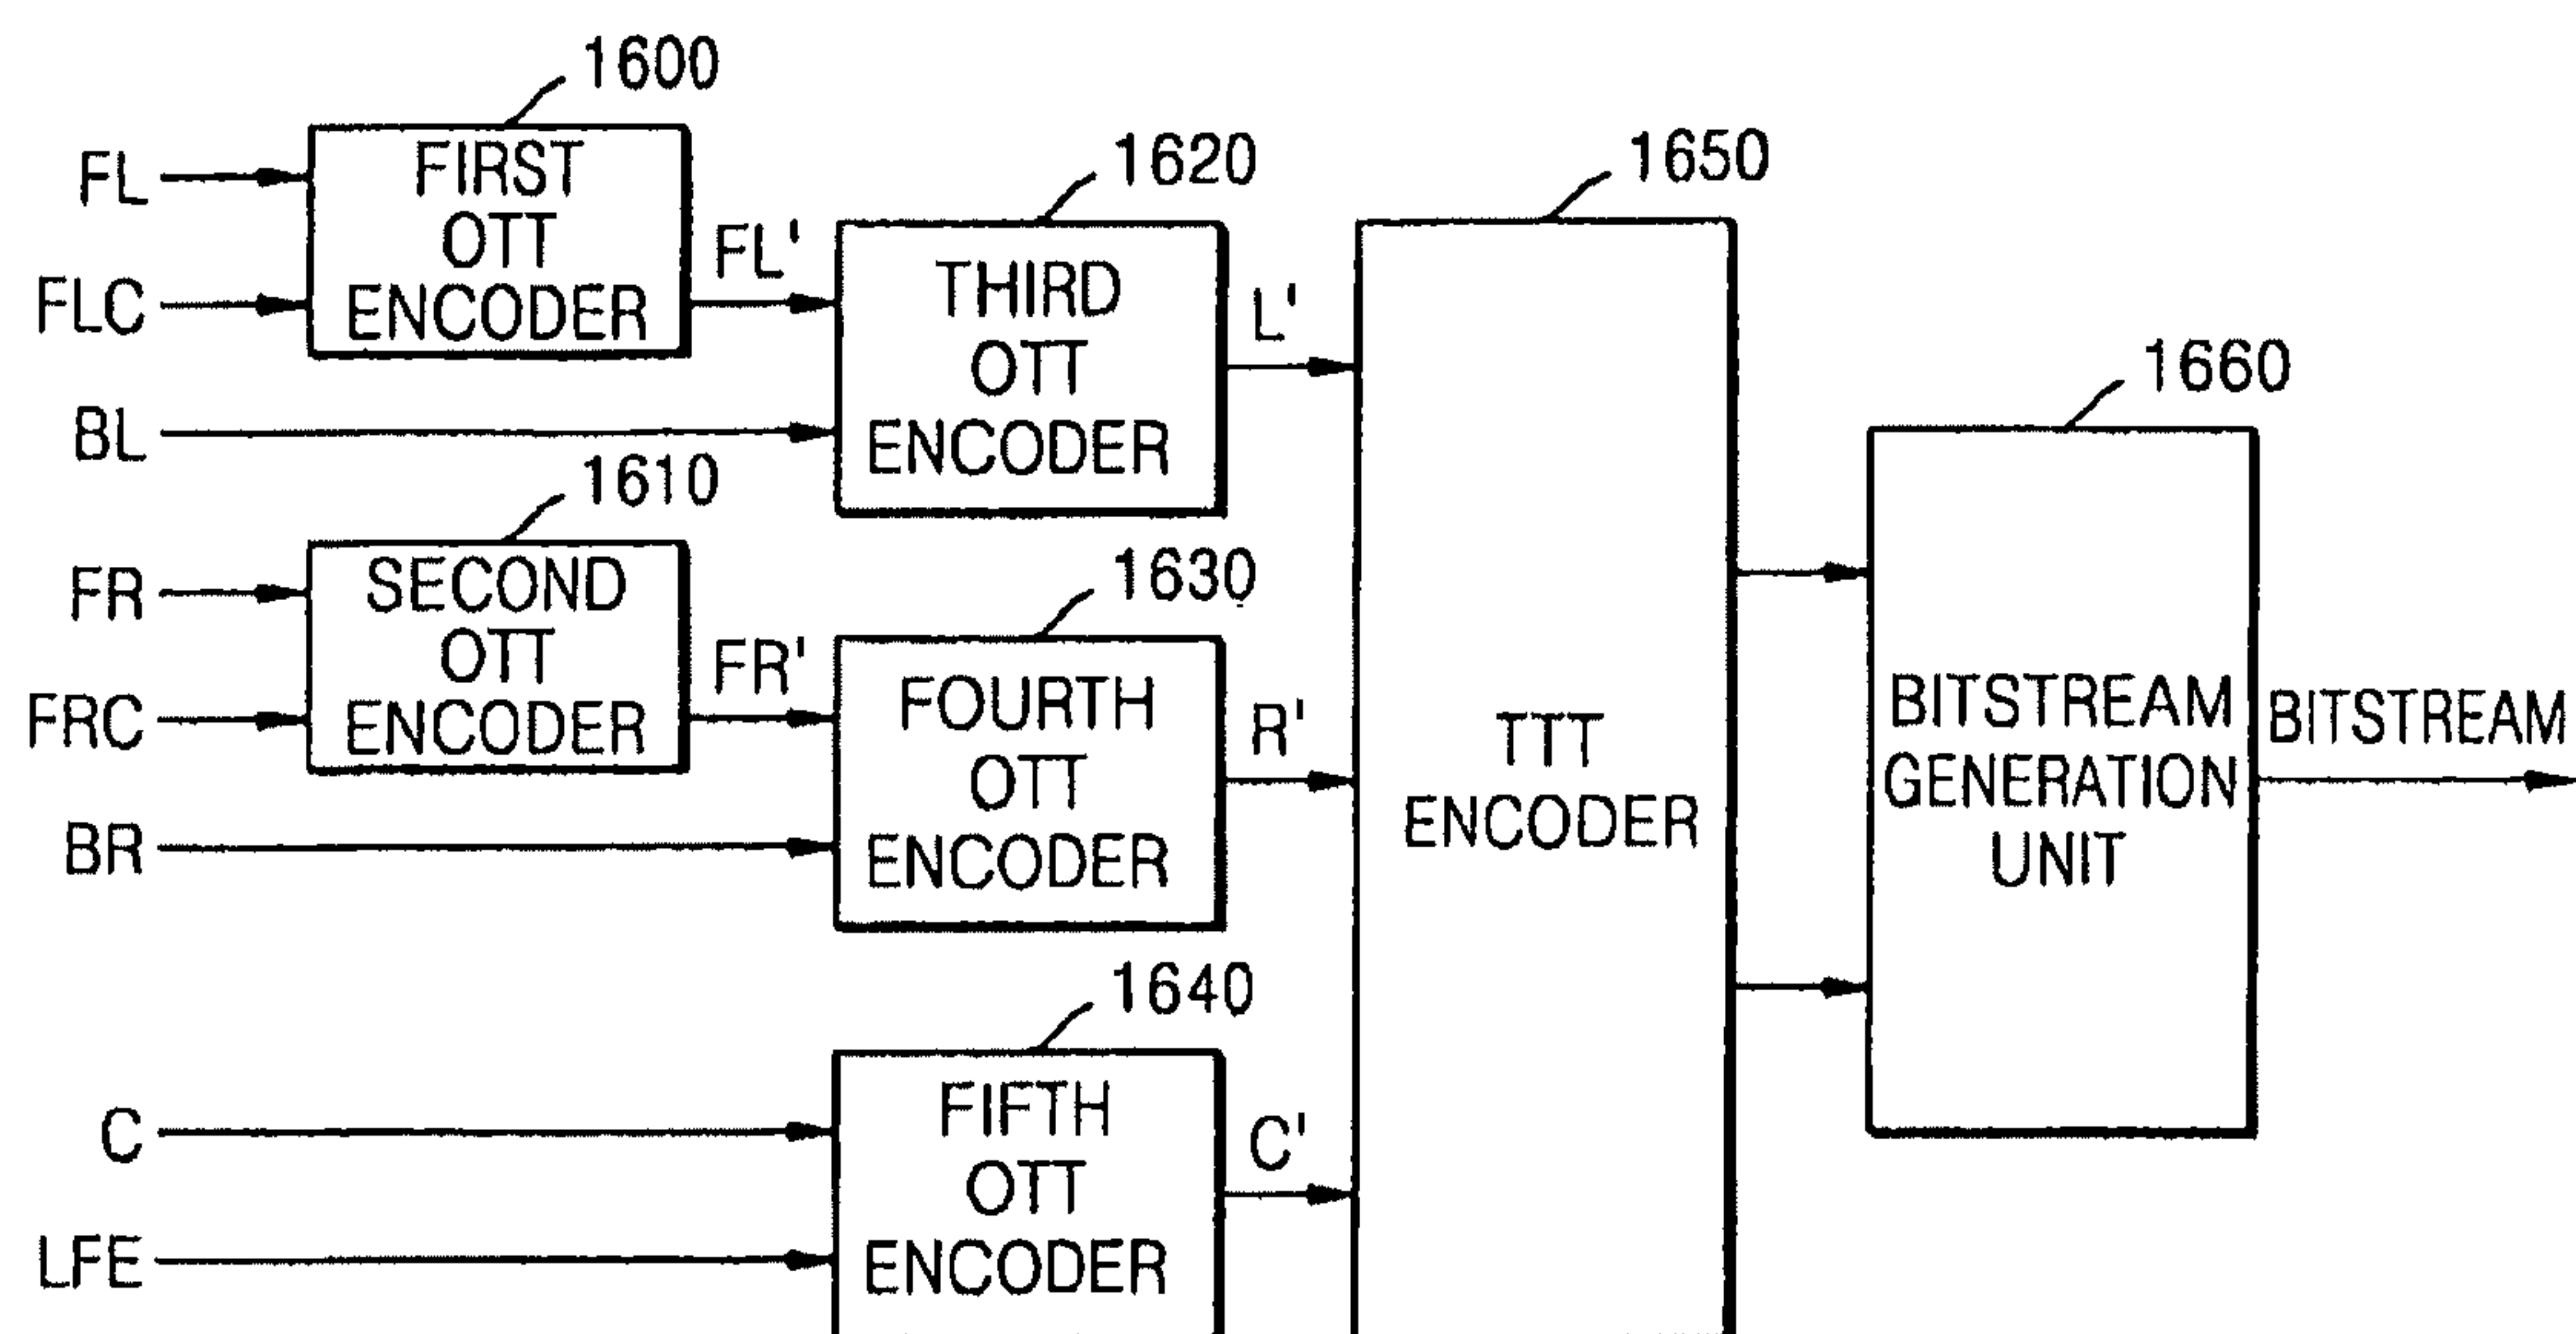 1600
FL
FIRST
OTT
ENCODER
FLC
FL'
1620
THIRD
OTT
ENCODER
BL
L'
1650
TTT
ENCODER
1660
BITSTREAM
GENERATION
UNIT
BITSTREAM
1610
FR
SECOND
OTT
ENCODER
FRC
FR'
1630
FOURTH
OTT
ENCODER
BR
R'
1640
C
FIFTH
OTT
ENCODER
LFE
C'